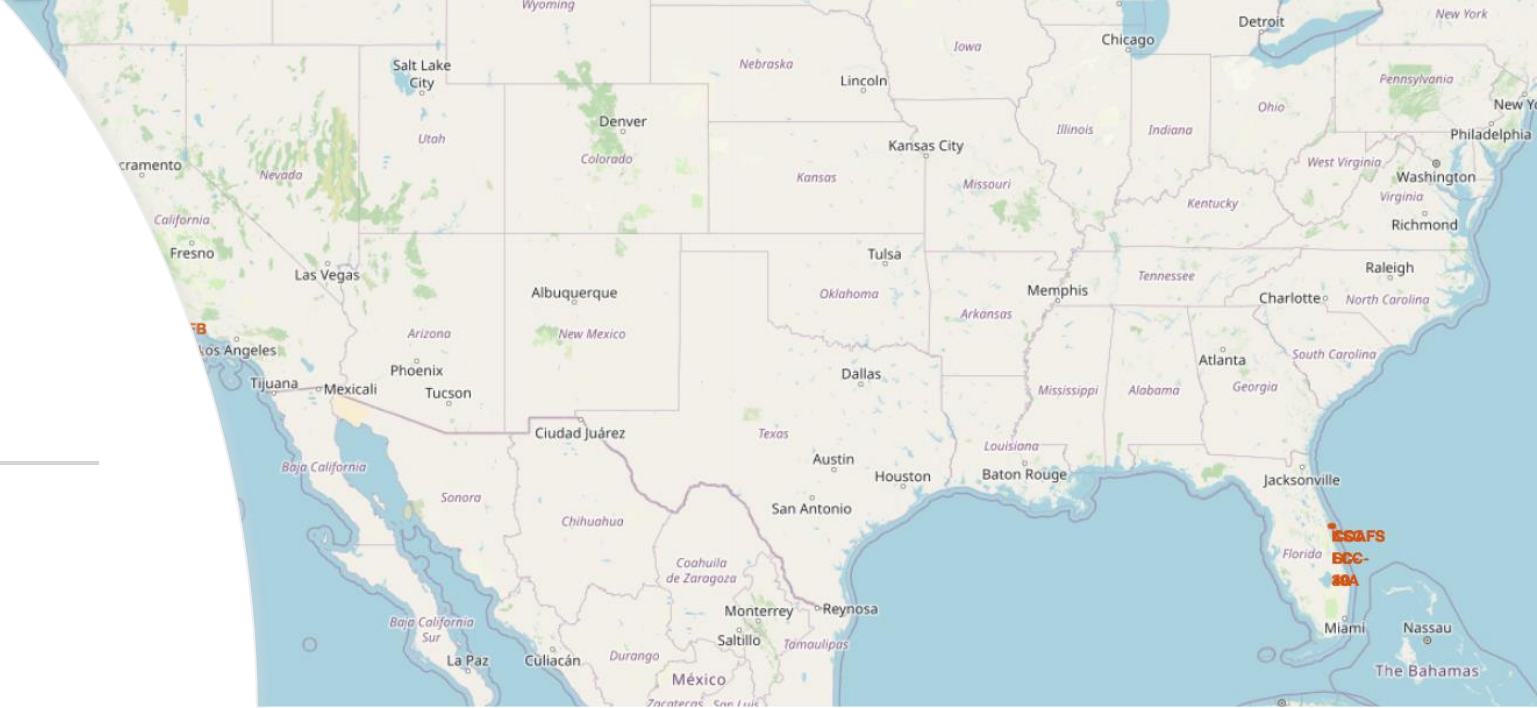 Wyoming
Detroit
New York
Chicago
Iowa
Nebraska
Salt Lake
City
Lincoln
Pennsylvania
New Yo
Ohio
Denver
Illinois
Indiana
Philadelphia
Utah
Kansas City
Colorado
West Virginia
cramento
Nevada
Kansas
Missouri
Washington
Virginia
Kentucky
California
Richmond
Fresno
Tulsa
Las Vegas
Raleigh
Tennessee
Albuquerque
Oklahoma
Memphis
Charlotte
North Carolina
Arkansas
FB
Arizona
New Mexico
Los Angeles
South Carolina
Atlanta
Phoenix
Dallas
Tijuana
Mexicali
Tucson
Mississippi
Alabama
Georgia
Ciudad Juárez
Texas
Louisiana
Austin
Baja California
Houston
Baton Rouge
Jacksonville
Sonora
San Antonio
Chihuahua
Florida
Coahuila
de Zaragoza
Monterrey
Reynosa
Baja California
Sur
Saltillo
Tamaulipas
Miami
Nassau
Durango
La Paz
Culiacán
The Bahamas
México
Zacatecas
San Luis